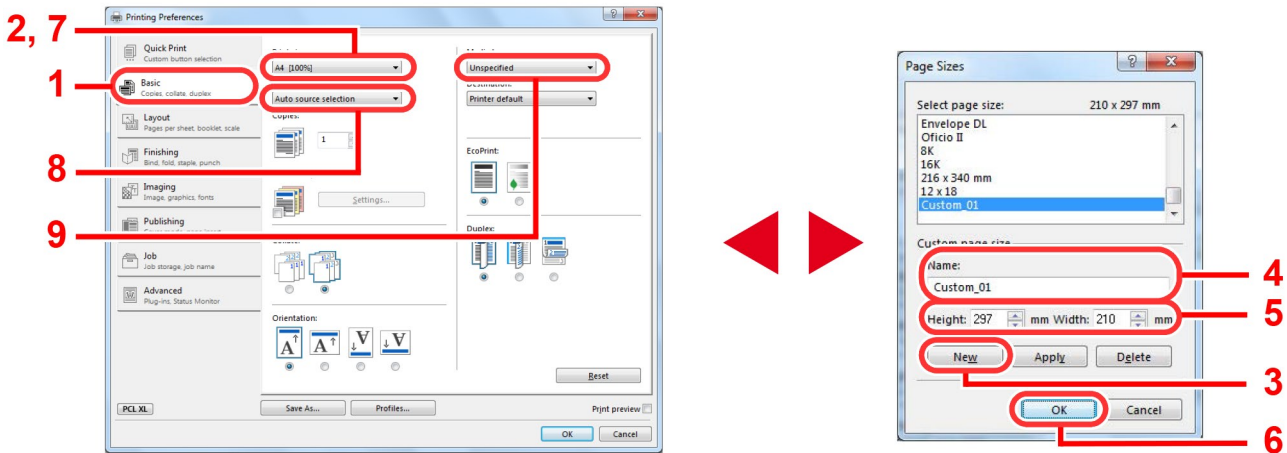 Printing Preferences
2, 7
Quick Print
Custom button selection
A4 [100%]
Unspecified
1
Basic
Copies, collate, duplex
Destination:
Auto source selection
Printer default
Layout
Pages per sheet, booklet, scale
Copies:
1
8
Finishing
Bind, fold, staple, punch
EcoPrint:
Imaging
Image, graphics, fonts
Settings...
Publishing
9
Duplex:
Collate:
Job
Job storage, job name
Advanced
Plug-ins, Status Monitor
Orientation:
Reset
PCL XL
Save As...
Profiles...
Print preview
OK
Cancel
Page Sizes
Select page size:
210 x 297 mm
Envelope DL
Oficio II
8K
16K
216 x 340 mm
12 x 18
Custom_01
Custom page size
Name:
4
Custom_01
5
Height: 297 mm Width: 210 mm
New
Apply
Delete
3
OK
Cancel
6